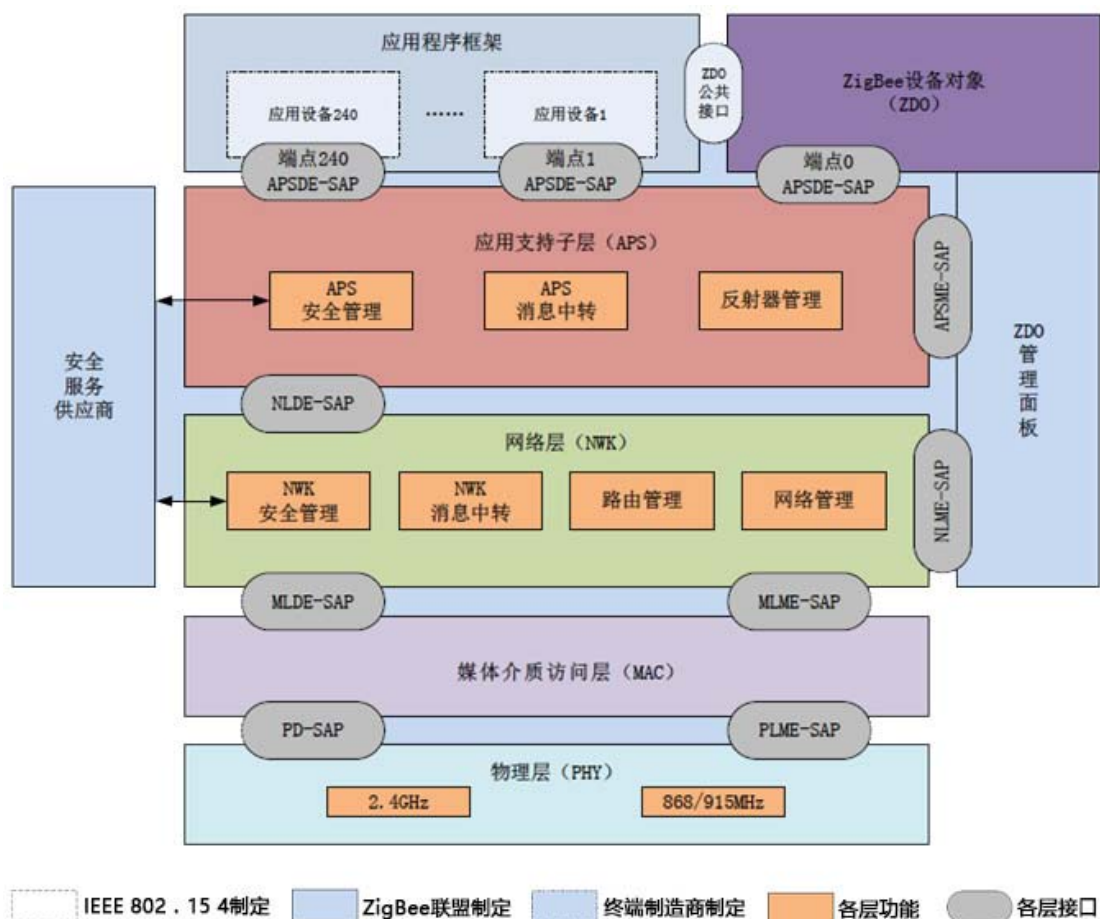 应用程序框架
应用设备240
......
应用设备1
ZDO
公共
接口
ZigBee设备对象
（ZDO）
端点240
APSDE-SAP
端点1
APSDE-SAP
端点0
APSDE-SAP
应用支持子层（APS）
APS
安全管理
APS
消息中转
反射器管理
APSME-SAP
安全
服务
供应商
ZDO
管
理
面
板
NLDE-SAP
网络层（NWK）
NWK
安全管理
NWK
消息中转
路由管理
网络管理
NLME-SAP
MLDE-SAP
MLME-SAP
媒体介质访问层（MAC）
PD-SAP
PLME-SAP
物理层（PHY）
2.4GHz
868/915MHz
IEEE 802 . 15 4制定
ZigBee联盟制定
终端制造商制定
各层功能
各层接口